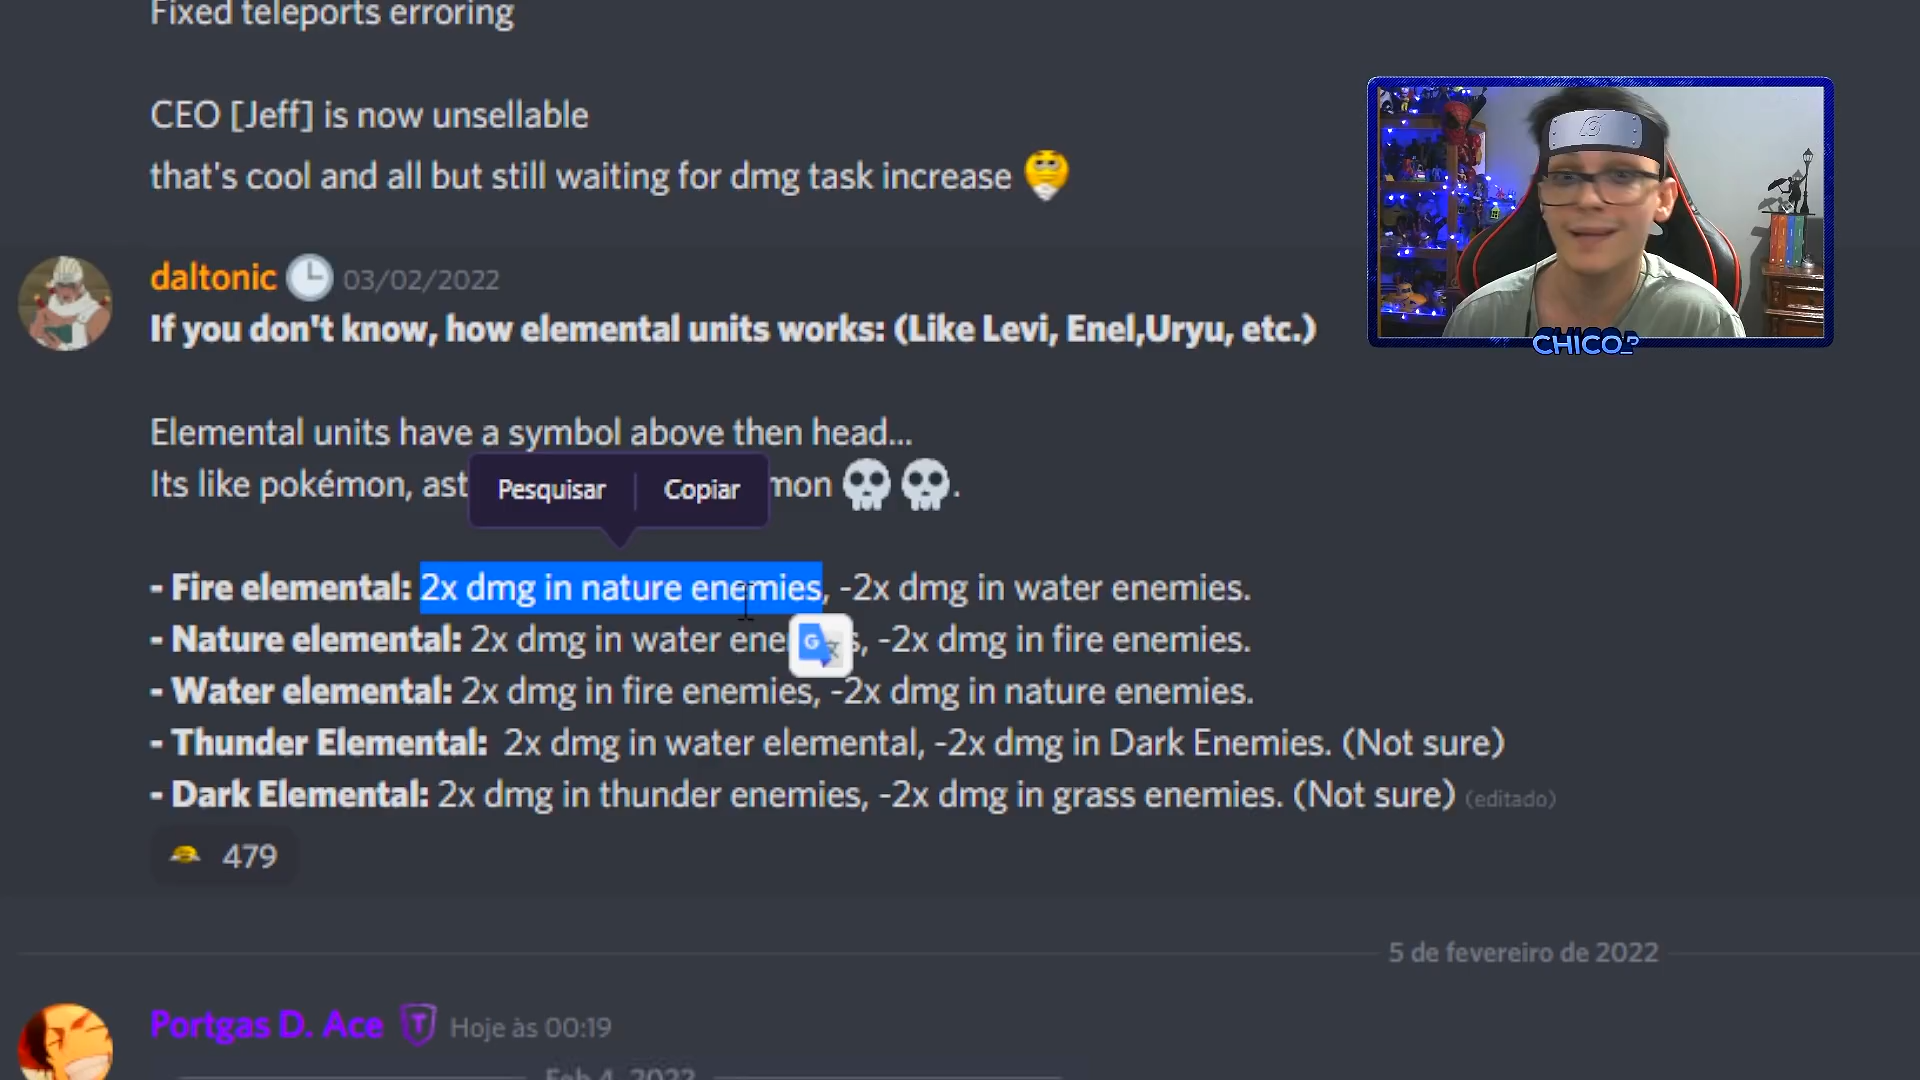 Fixed teleports erroring
CEO [Jeff] is now unsellable
that's cool and all but still waiting for dmg task increase
CHICO_P
daltonic 03/02/2022
If you don't know, how elemental units works: (Like Levi, Enel,Uryu, etc.)
Elemental units have a symbol above then head...
Its like pokémon, ast mon .
Pesquisar Copiar
- Fire elemental: 2x dmg in nature enemies, -2x dmg in water enemies.
- Nature elemental: 2x dmg in water ene s, -2x dmg in fire enemies.
- Water elemental: 2x dmg in fire enemies, -2x dmg in nature enemies.
- Thunder Elemental: 2x dmg in water elemental, -2x dmg in Dark Enemies. (Not sure)
- Dark Elemental: 2x dmg in thunder enemies, -2x dmg in grass enemies. (Not sure) (editado)
479
5 de fevereiro de 2022
Portgas D. Ace T Hoje às 00:19
Feb 4, 2022